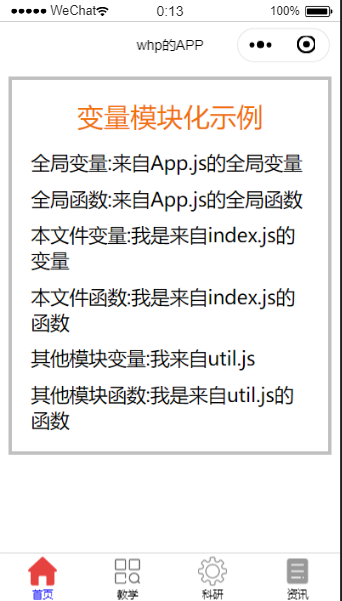 WeChat 0:13 100%
whp的APP
变量模块化示例
全局变量:来自App.js的全局变量
全局函数:来自App.js的全局函数
本文件变量:我是来自index.js的
变量
本文件函数:我是来自index.js的
函数
其他模块变量:我来自util.js
其他模块函数:我是来自util.js的
函数
首页 教学 科研 资讯